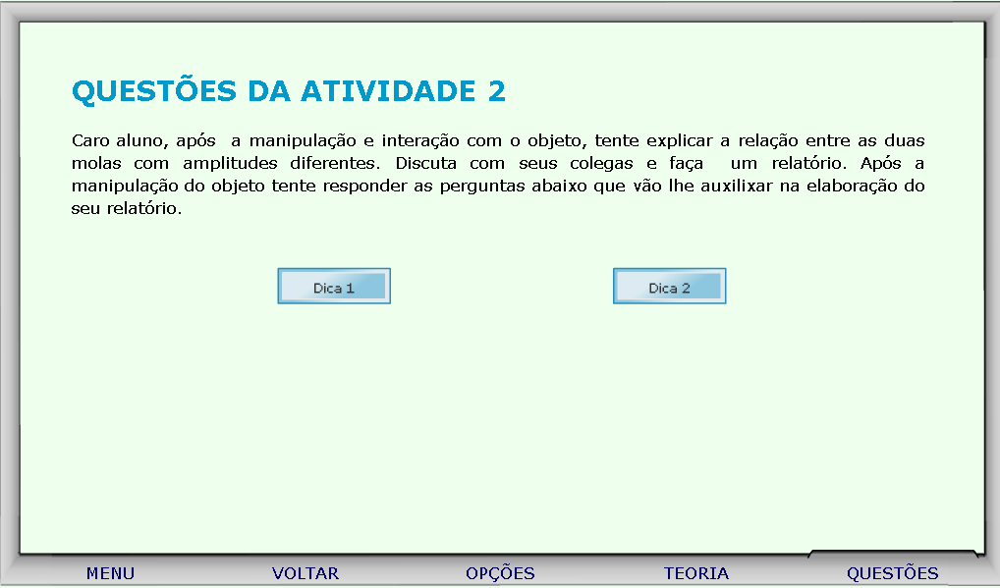 QUESTÕES DA ATIVIDADE 2
Caro aluno, após a manipulação e interação com o objeto, tente explicar a relação entre as duas
molas com amplitudes diferentes. Discuta com seus colegas e faça um relatório. Após a
manipulação do objeto tente responder as perguntas abaixo que vão lhe auxilixar na elaboração do
seu relatório.
Dica 1
Dica 2
MENU
VOLTAR
OPÇÕES
TEORIA
QUESTÕES